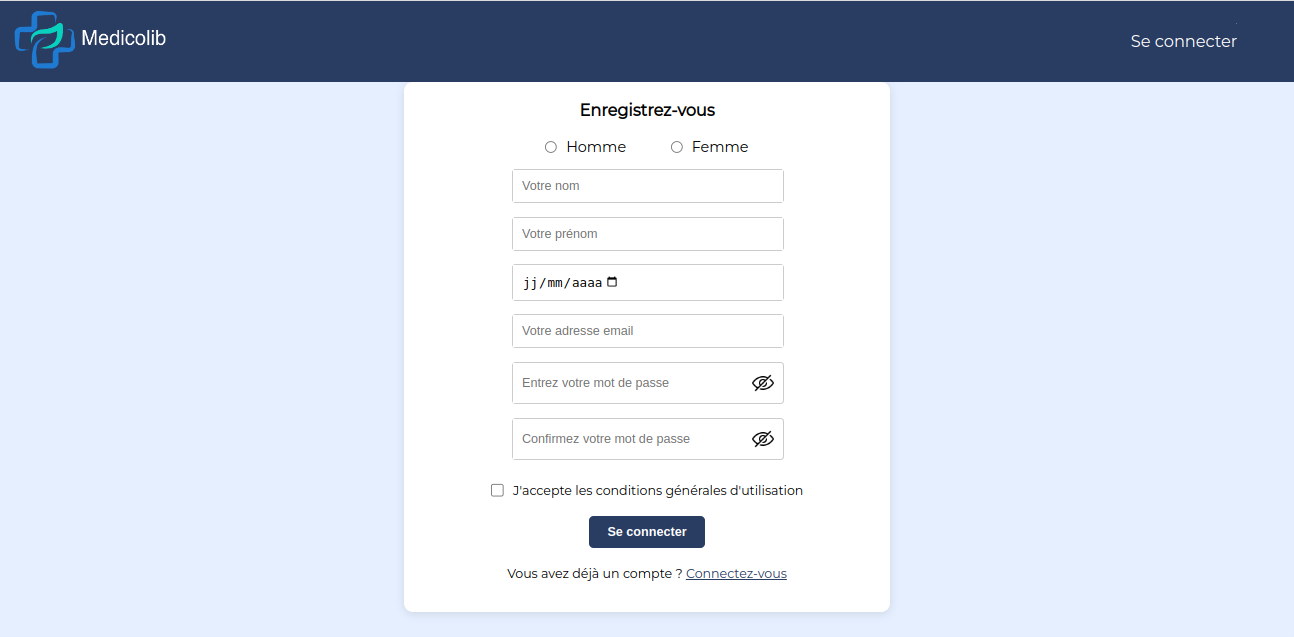 Medicolib
Se connecter
Enregistrez-vous
Homme Femme
Votre nom
Votre prénom
jj/mm/aaaa
Votre adresse email
Entrez votre mot de passe
Confirmez votre mot de passe
J'accepte les conditions générales d'utilisation
Se connecter
Vous avez déjà un compte ? Connectez-vous